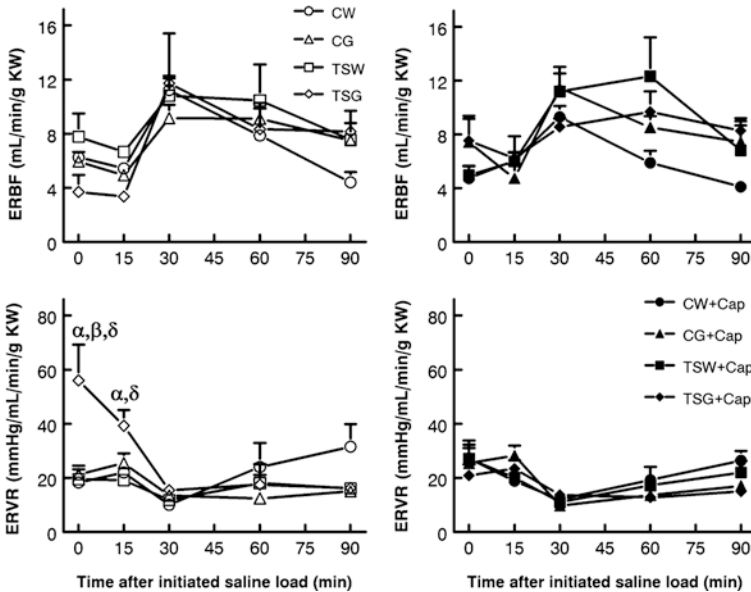 ERBF (mL/min/g KW)
16
12
8
4
0
0 15 30 45 60 75 90
CW
CG
TSW
TSG
ERBF (mL/min/g KW)
16
12
8
4
0
0 15 30 45 60 75 90
ERVR (mmHg/mL/min/g KW)
80
60
40
20
0
α,β,δ
α,δ
0 15 30 45 60 75 90
Time after initiated saline load (min)
ERVR (mmHg/mL/min/g KW)
80
60
40
20
0
CW+Cap
CG+Cap
TSW+Cap
TSG+Cap
0 15 30 45 60 75 90
Time after initiated saline load (min)